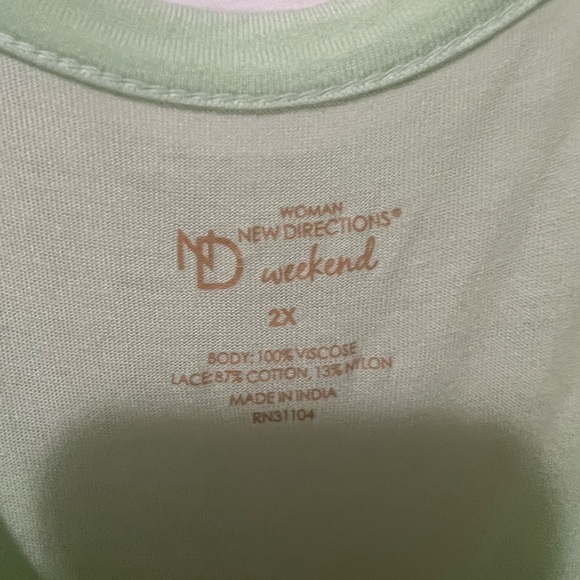 WOMAN
ND NEW DIRECTIONS®
weekend
2X
BODY: 100% VISCOSE
LACE: 87% COTTON, 13% NYLON
MADE IN INDIA
RN31104